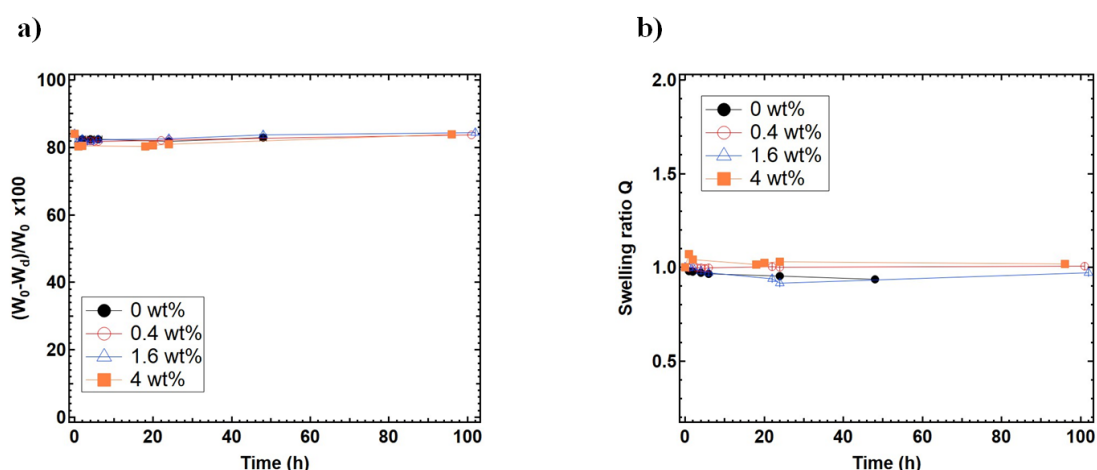 a)
100
80
60
40
20
0
(W₀-W_d)/W₀ x100
0 wt%
0.4 wt%
1.6 wt%
4 wt%
0 20 40 60 80 100
Time (h)
b)
2.0
1.5
1.0
0.5
Swelling ratio Q
0 wt%
0.4 wt%
1.6 wt%
4 wt%
0 20 40 60 80 100
Time (h)